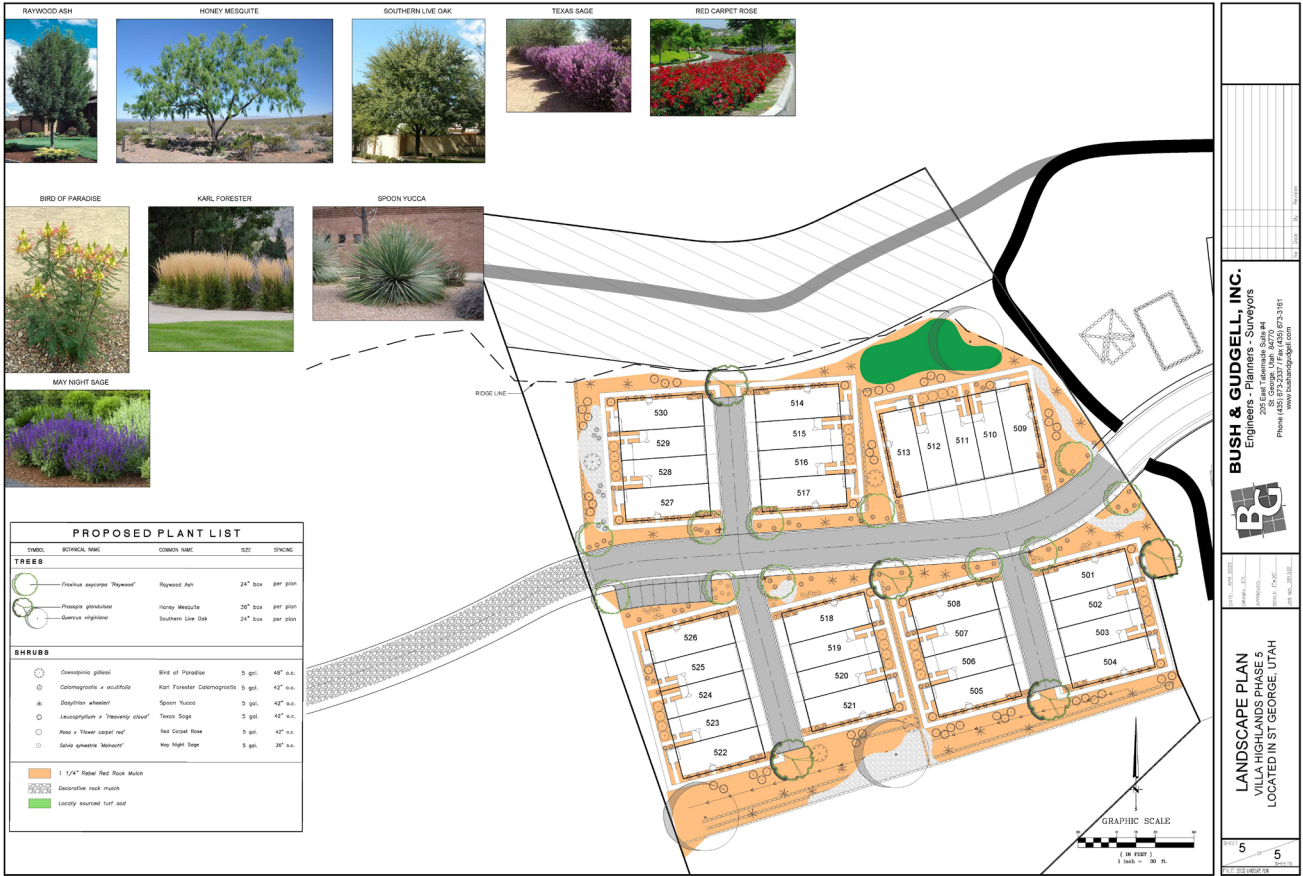 RAYWOOD ASH
HONEY MESQUITE
SOUTHERN LIVE OAK
TEXAS SAGE
RED CARPET ROSE
BIRD OF PARADISE
KARL FORESTER
SPOON YUCCA
MAY NIGHT SAGE
RIDGE LINE
530
529
528
527
514
515
516
517
513
512
511
510
509
526
525
524
523
522
518
519
520
521
508
507
506
505
501
502
503
504
PROPOSED PLANT LIST
SYMBOL BOTANICAL NAME COMMON NAME SIZE SPACING
TREES
Fraxinus oxycarpa "Raywood" Raywood Ash 24" box per plan
Prosopis glandulosa Honey Mesquite 36" box per plan
Quercus virginiana Southern Live Oak 24" box per plan
SHRUBS
Caesalpinia gilliesii Bird of Paradise 5 gal. 48" o.c.
Calamagrostis x acutifolia Karl Forester Calamagrostis 5 gal. 42" o.c.
Dasylirion wheeleri Spoon Yucca 5 gal. 42" o.c.
Leucophyllum x "Heavenly cloud" Texas Sage 5 gal. 42" o.c.
Rosa x "Flower carpet red" Red Carpet Rose 5 gal. 42" o.c.
Salvia sylvestris "Mainacht" May Night Sage 5 gal. 36" o.c.
1 1/4" Rebel Red Rock Mulch
Decorative rock mulch
Locally sourced turf sod
N
GRAPHIC SCALE
( IN FEET )
1 inch = 30 ft.
BUSH & GUDGELL, INC.
Engineers - Planners - Surveyors
205 East Tabernacle Suite #4
St. George, Utah 84770
Phone (435) 673-2337 / Fax (435) 673-3161
www.bushandgudgell.com
BG
LANDSCAPE PLAN
VILLA HIGHLANDS PHASE 5
LOCATED IN ST GEORGE, UTAH
SHEET
5
OF
5
SHEETS